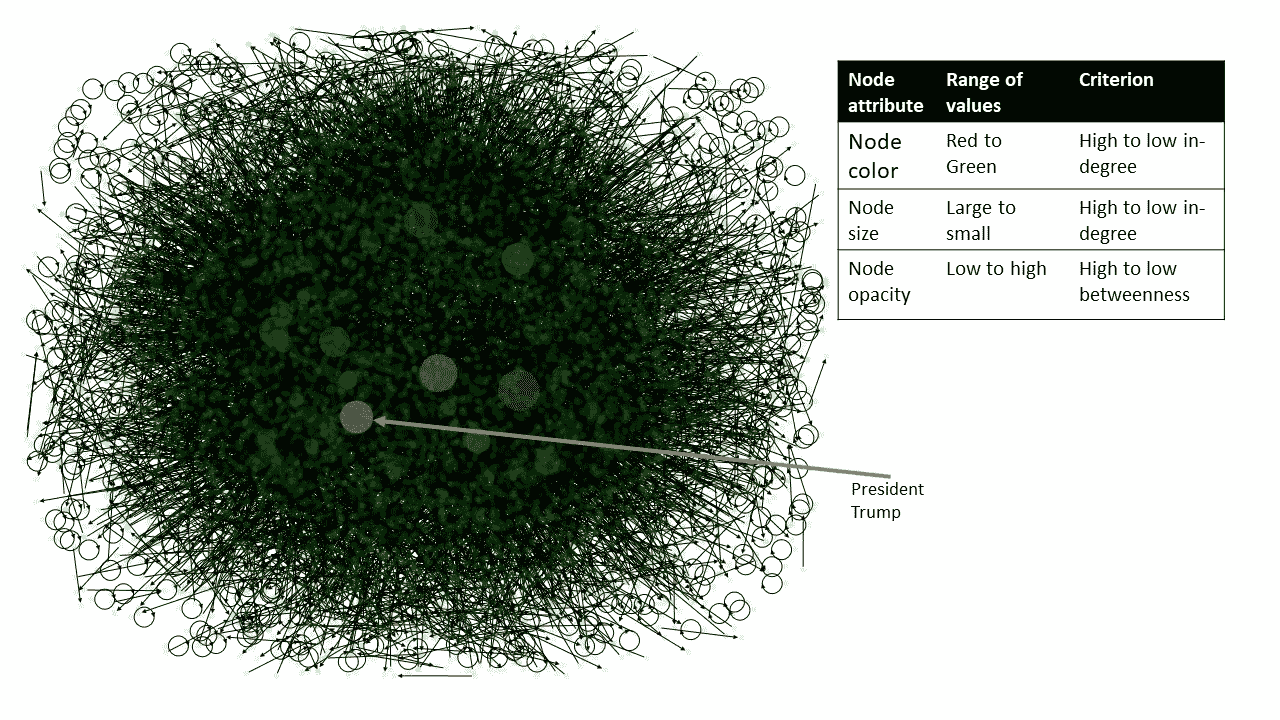 Node attribute Range of values Criterion
Node color Red to Green High to low in-degree
Node size Large to small High to low in-degree
Node opacity Low to high High to low betweenness
President
Trump